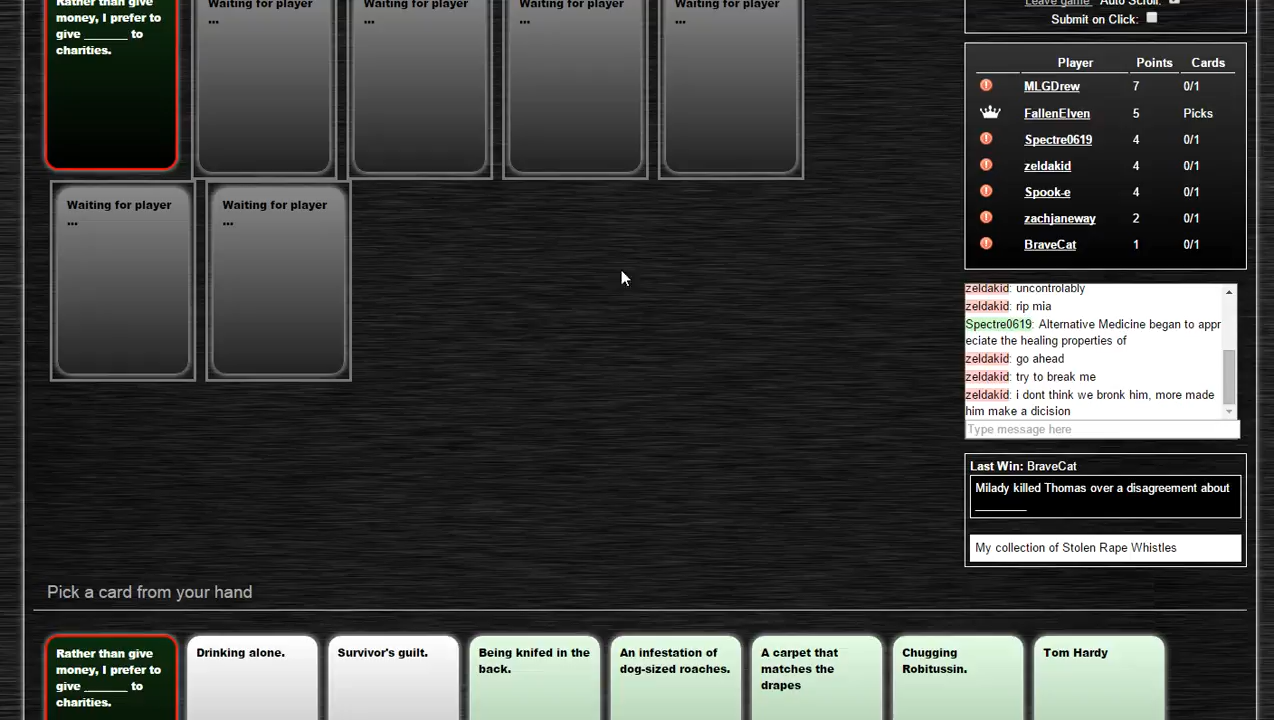 Rather than give
money, I prefer to
give _______ to
charities.
Waiting for player
...
Waiting for player
...
Waiting for player
...
Waiting for player
...
Waiting for player
...
Waiting for player
...
Leave game Auto Scroll:
Submit on Click:
Player Points Cards
MLGDrew 7 0/1
FallenElven 5 Picks
Spectre0619 4 0/1
zeldakid 4 0/1
Spook-e 4 0/1
zachjaneway 2 0/1
BraveCat 1 0/1
zeldakid: uncontrolably
zeldakid: rip mia
Spectre0619: Alternative Medicine began to appr
eciate the healing properties of
zeldakid: go ahead
zeldakid: try to break me
zeldakid: i dont think we bronk him, more made
him make a dicision
Type message here
Last Win: BraveCat
Milady killed Thomas over a disagreement about
________
My collection of Stolen Rape Whistles
Pick a card from your hand
Rather than give
money, I prefer to
give _______ to
charities.
Drinking alone.
Survivor's guilt.
Being knifed in the
back.
An infestation of
dog-sized roaches.
A carpet that
matches the
drapes
Chugging
Robitussin.
Tom Hardy